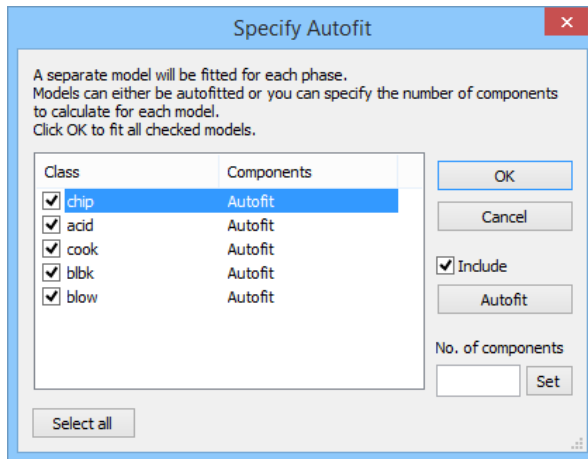 Specify Autofit
A separate model will be fitted for each phase.
Models can either be autofitted or you can specify the number of components
to calculate for each model.
Click OK to fit all checked models.
Class Components
chip Autofit
acid Autofit
cook Autofit
blbk Autofit
blow Autofit
OK
Cancel
Include
Autofit
No. of components
Set
Select all